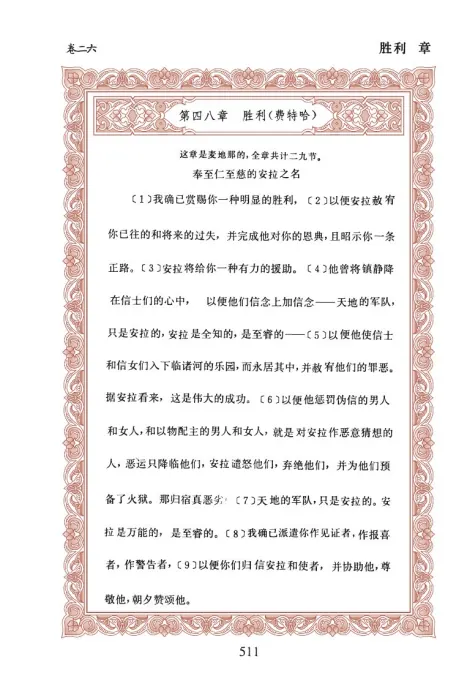 卷二六
胜利 章
第四八章 胜利(费特哈)
这章是麦地那的,全章共计二九节。
奉至仁至慈的安拉之名
〔1〕我确已赏赐你一种明显的胜利,〔2〕以便安拉赦宥
你已往的和将来的过失,并完成他对你的恩典,且昭示你一条
正路。〔3〕安拉将给你一种有力的援助。〔4〕他曾将镇静降
在信士们的心中, 以便他们信念上加信念——天地的军队,
只是安拉的,安拉是全知的,是至睿的——〔5〕以便他使信士
和信女们入下临诸河的乐园,而永居其中,并赦宥他们的罪恶。
据安拉看来,这是伟大的成功。〔6〕以便他惩罚伪信的男人
和女人,和以物配主的男人和女人,就是对安拉作恶意猜想的
人,恶运只降临他们,安拉谴怒他们,弃绝他们,并为他们预
备了火狱。那归宿真恶劣!〔7〕天地的军队,只是安拉的。安
拉是万能的,是至睿的。〔8〕我确已派遣你作见证者,作报喜
者,作警告者,〔9〕以便你们归信安拉和使者,并协助他,尊
敬他,朝夕赞颂他。
511